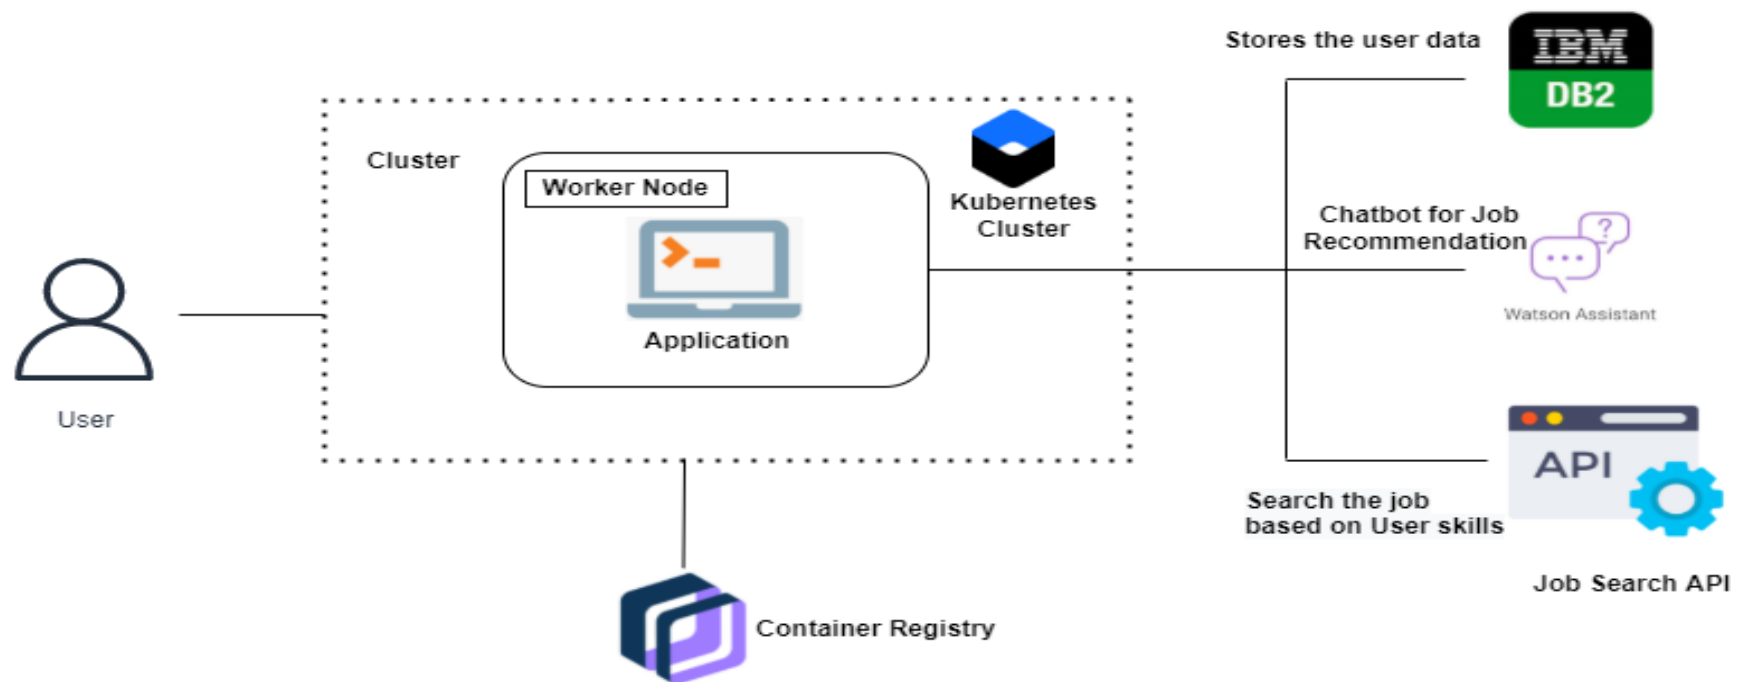 Stores the user data
IBM
DB2
Cluster
Worker Node
Kubernetes
Cluster
Application
Chatbot for Job
Recommendation
?
Watson Assistant
User
API
Search the job
based on User skills
Job Search API
Container Registry